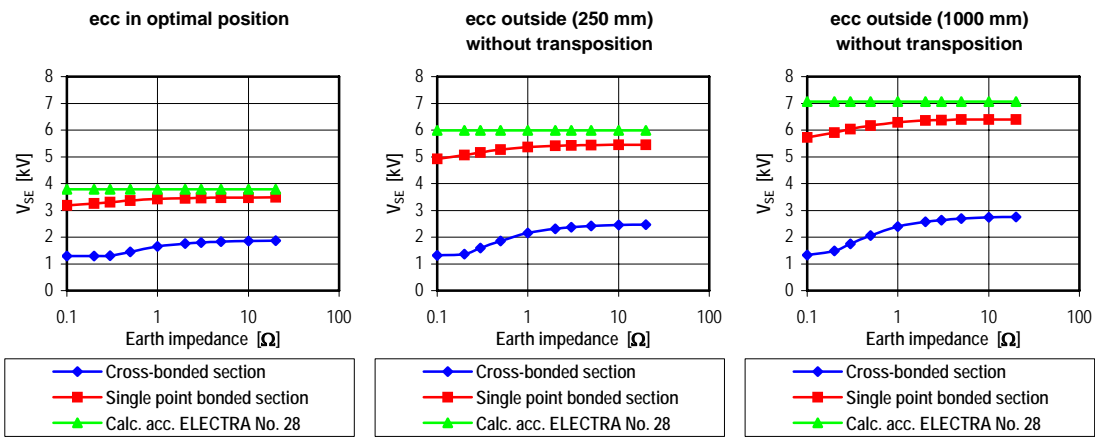 ecc in optimal position
V_SE [kV]
8
7
6
5
4
3
2
1
0
0.1 1 10 100
Earth impedance [Ω]
Cross-bonded section
Single point bonded section
Calc. acc. ELECTRA No. 28
ecc outside (250 mm)
without transposition
V_SE [kV]
8
7
6
5
4
3
2
1
0
0.1 1 10 100
Earth impedance [Ω]
Cross-bonded section
Single point bonded section
Calc. acc. ELECTRA No. 28
ecc outside (1000 mm)
without transposition
V_SE [kV]
8
7
6
5
4
3
2
1
0
0.1 1 10 100
Earth impedance [Ω]
Cross-bonded section
Single point bonded section
Calc. acc. ELECTRA No. 28